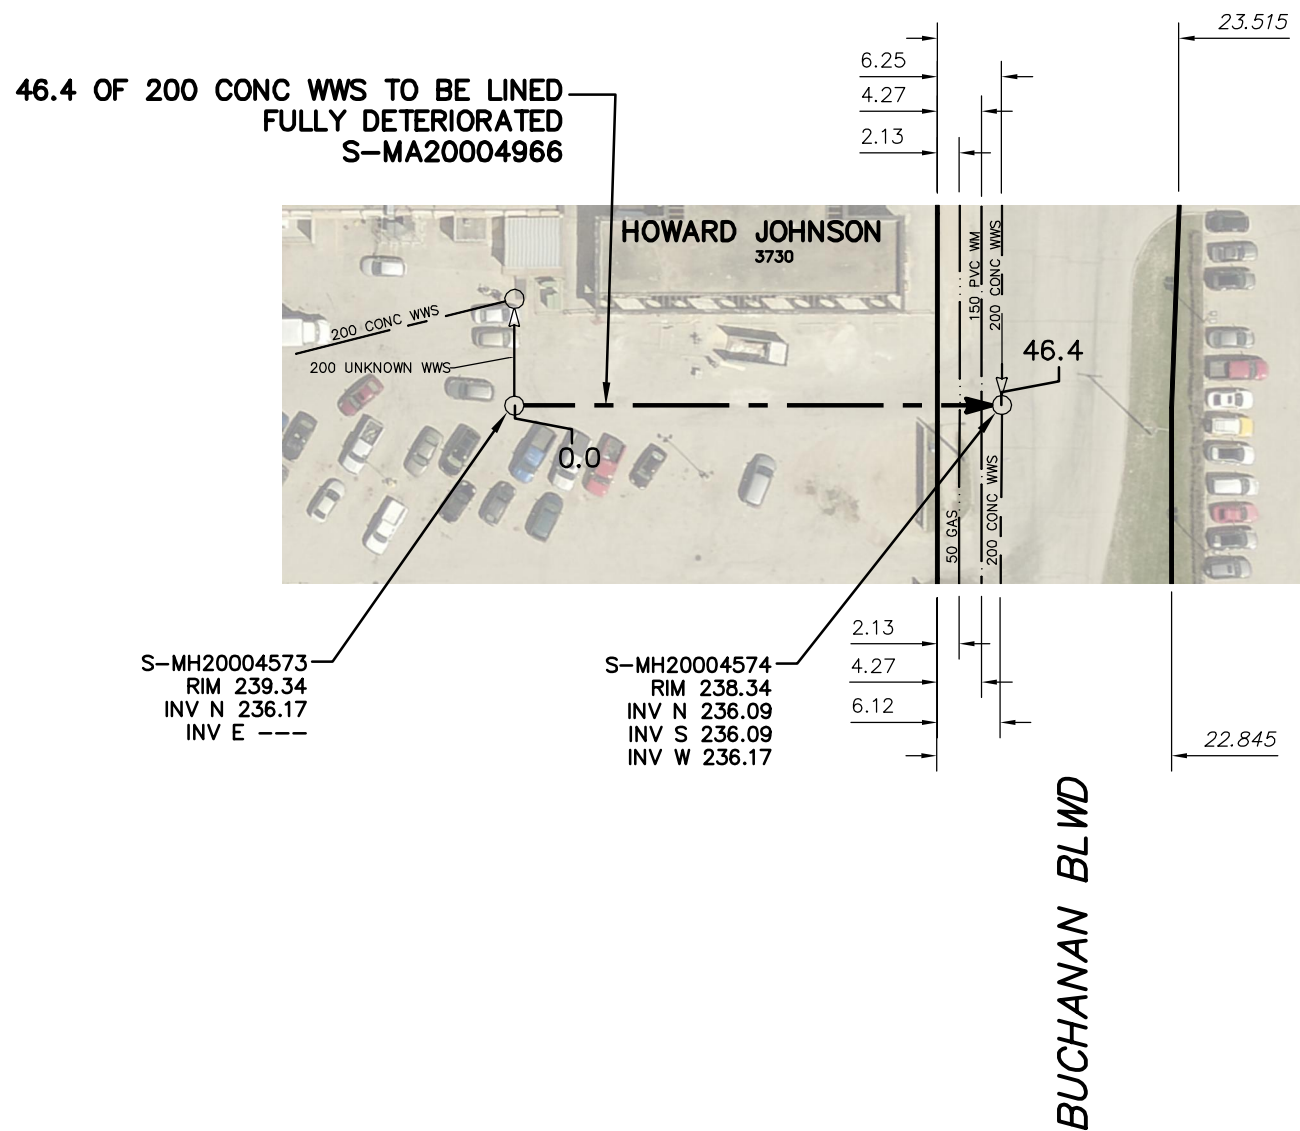 23.515
6.25
46.4 OF 200 CONC WWS TO BE LINED
4.27
FULLY DETERIORATED
2.13
S-MA20004966
HOWARD JOHNSON
3730
150 PVC WM
200 CONC WWS
200 CONC WWS
46.4
200 UNKNOWN WWS
0.0
50 GAS
200 CONC WWS
2.13
S-MH20004573
RIM 239.34
INV N 236.17
INV E ---
S-MH20004574
RIM 238.34
INV N 236.09
INV S 236.09
INV W 236.17
4.27
6.12
22.845
BUCHANAN BLWD